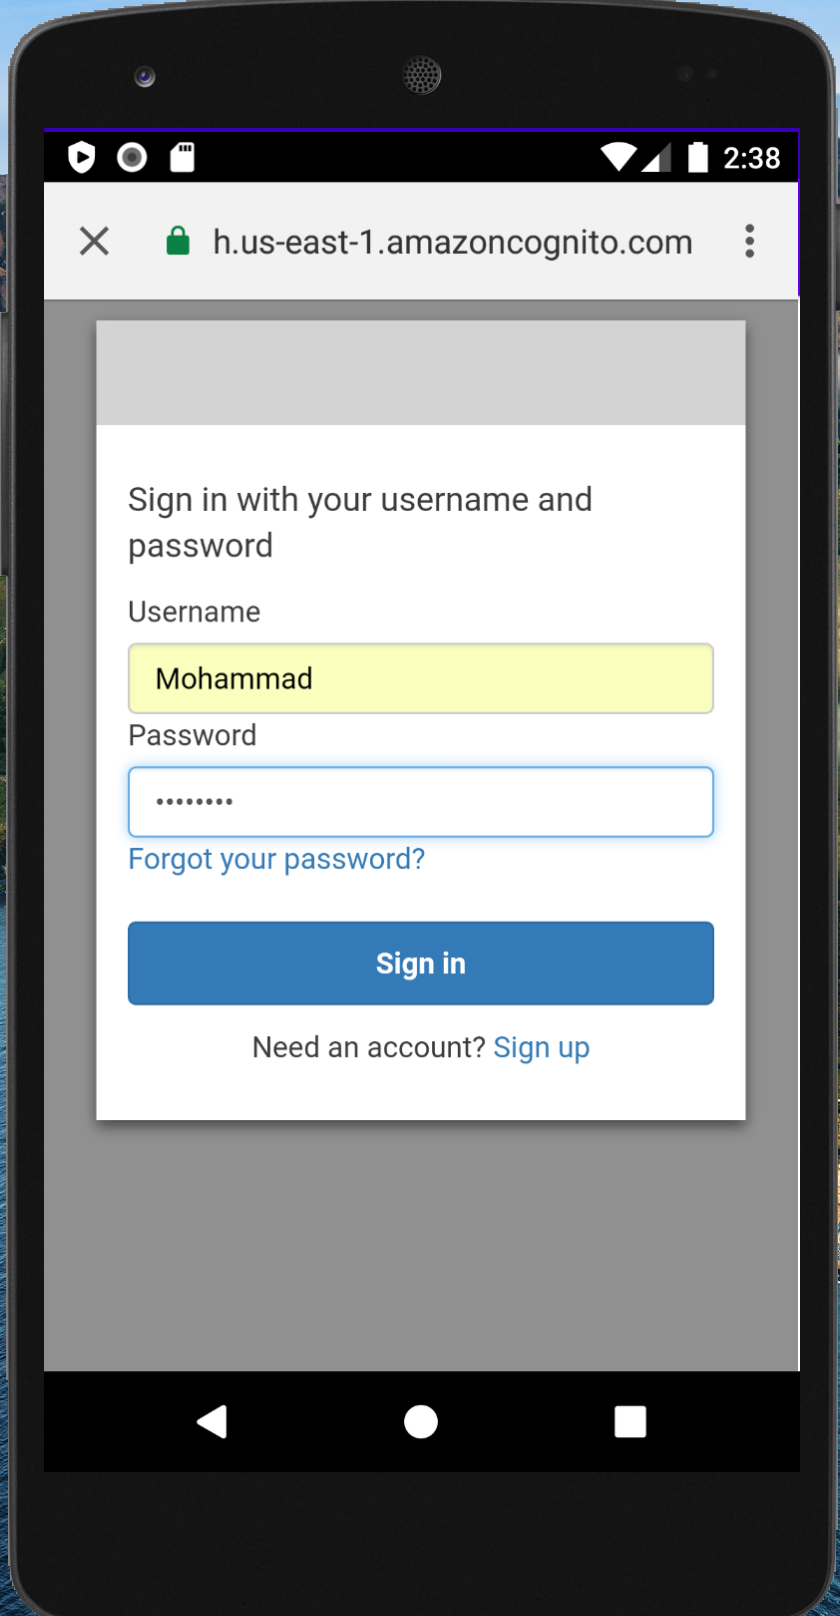 2:38
h.us-east-1.amazoncognito.com
Sign in with your username and
password
Username
Mohammad
Password
••••••••
Forgot your password?
Sign in
Need an account? Sign up